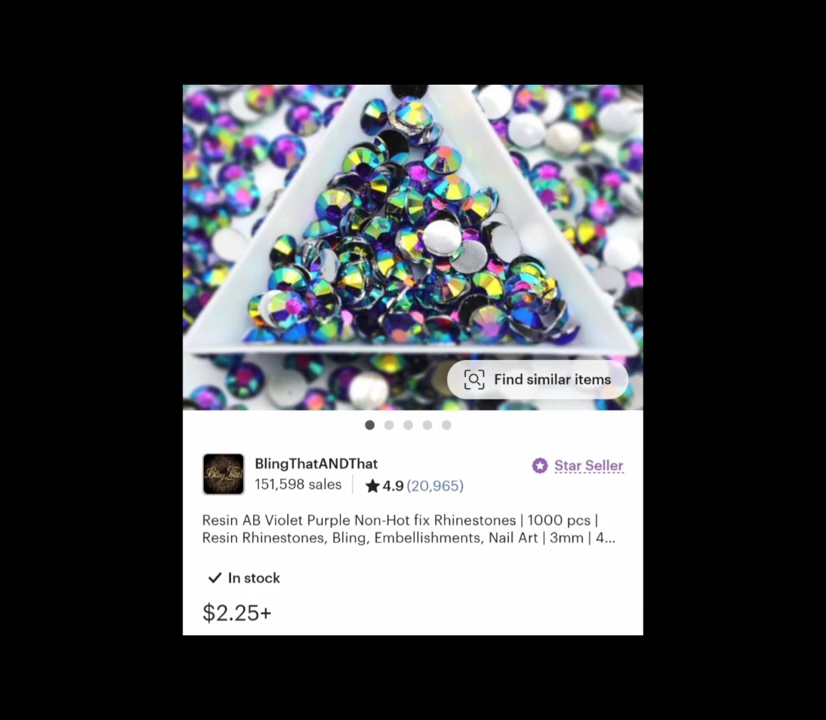 Find similar items
BlingThatANDThat
Star Seller
151,598 sales
4.9 (20,965)
Resin AB Violet Purple Non-Hot fix Rhinestones | 1000 pcs |
Resin Rhinestones, Bling, Embellishments, Nail Art | 3mm | 4...
In stock
$2.25+